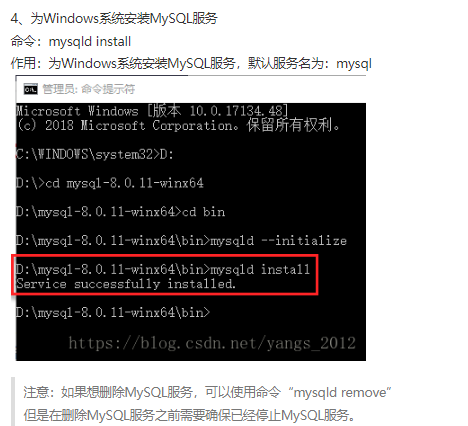 4、为Windows系统安装MySQL服务
命令：mysqld install
作用：为Windows系统安装MySQL服务，默认服务名为：mysql
管理员: 命令提示符
Microsoft Windows [版本 10.0.17134.48]
(c) 2018 Microsoft Corporation。保留所有权利。
C:\WINDOWS\system32>D:
D:\>cd mysql-8.0.11-winx64
D:\mysql-8.0.11-winx64>cd bin
D:\mysql-8.0.11-winx64\bin>mysqld --initialize
D:\mysql-8.0.11-winx64\bin>mysqld install
Service successfully installed.
D:\mysql-8.0.11-winx64\bin>
https://blog.csdn.net/yangs_2012
注意：如果想删除MySQL服务，可以使用命令“mysqld remove”
但是在删除MySQL服务之前需要确保已经停止MySQL服务。